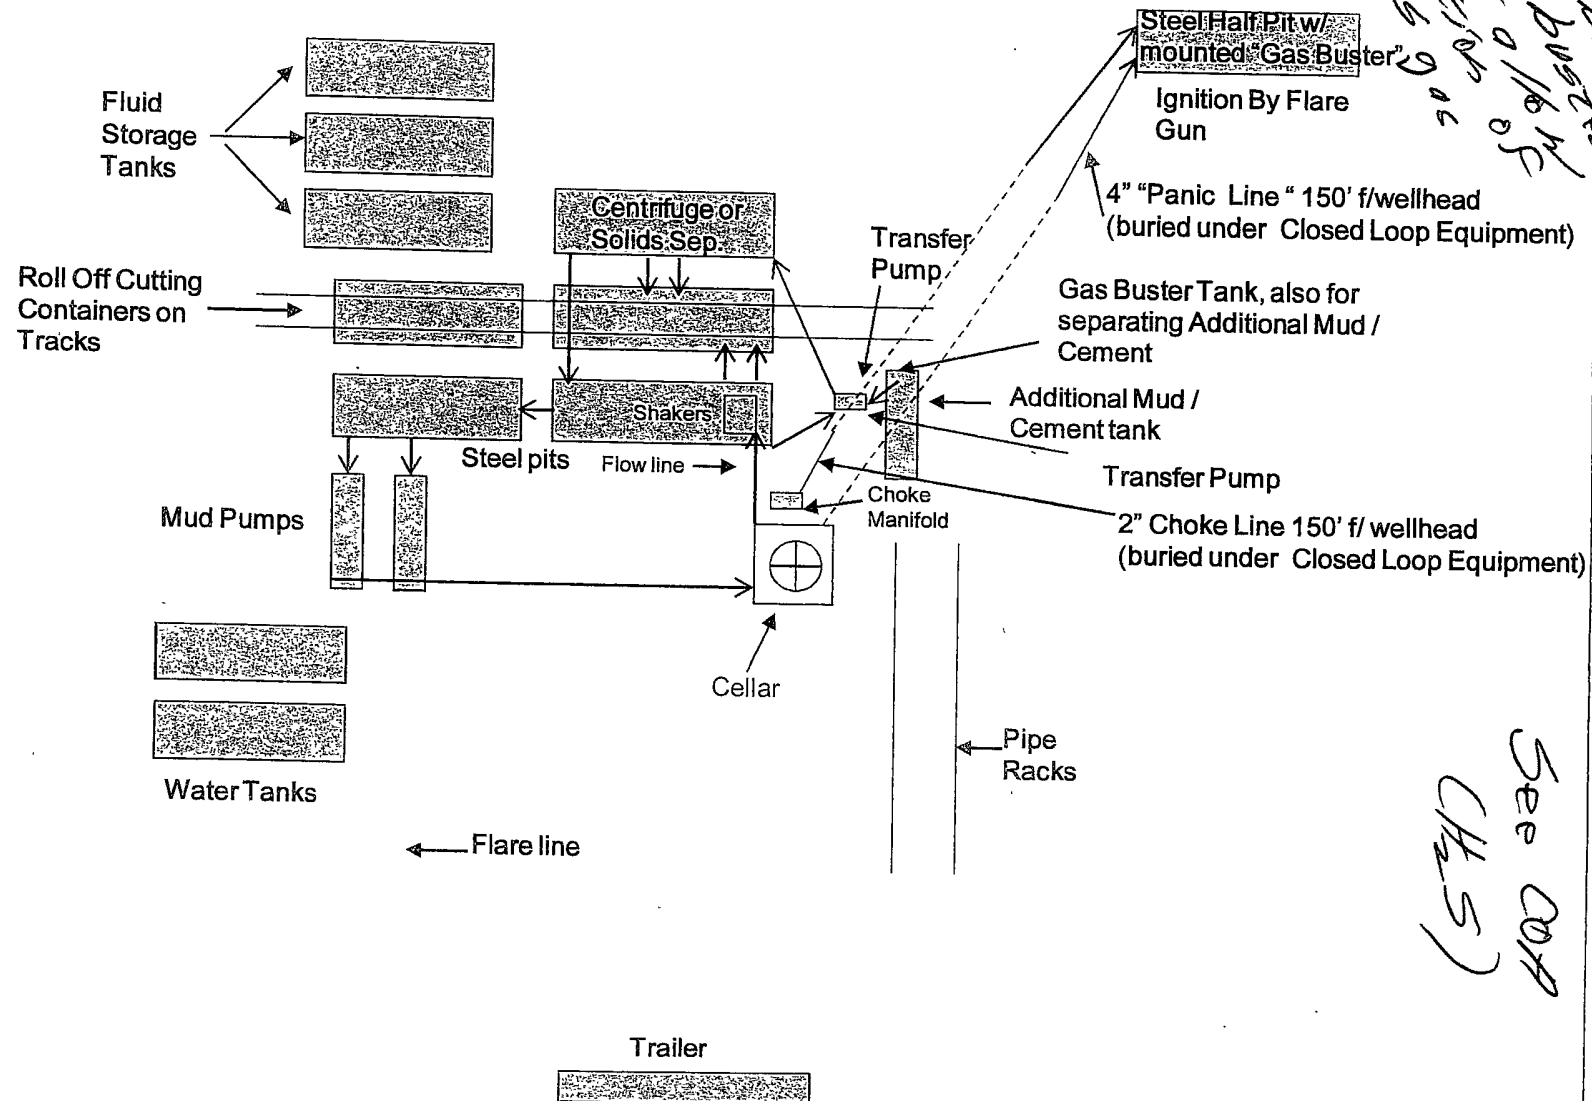 Steel Half Pit w/
mounted "Gas Buster"
Ignition By Flare
Gun
Fluid
Storage
Tanks
4" "Panic Line " 150' f/wellhead
(buried under Closed Loop Equipment)
Centrifuge or
Solids Sep.
Transfer
Pump
Roll Off Cutting
Containers on
Tracks
Gas Buster Tank, also for
separating Additional Mud /
Cement
Additional Mud /
Cement tank
Shakers
Steel pits
Flow line
Transfer Pump
Choke
Manifold
Mud Pumps
2" Choke Line 150' f/ wellhead
(buried under Closed Loop Equipment)
Cellar
Pipe
Racks
Water Tanks
Flare line
See COA
(H2S)
Trailer